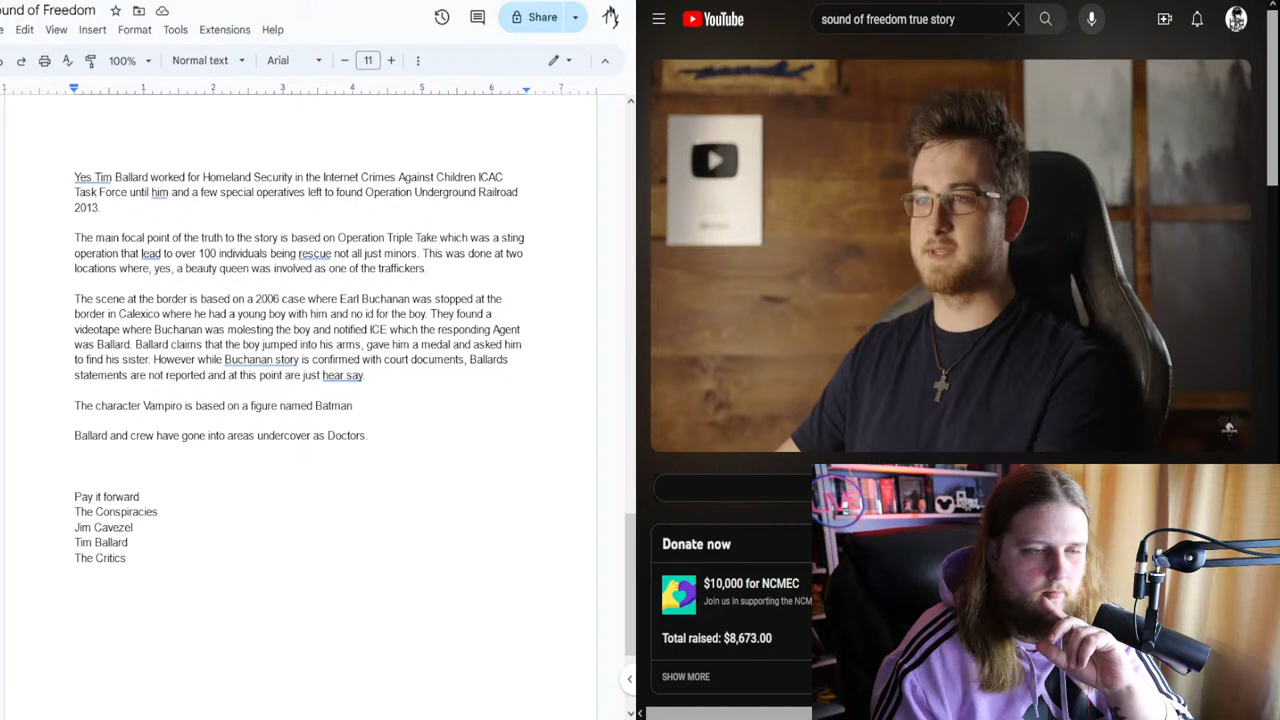 ound of Freedom
Edit View Insert Format Tools Extensions Help
Share
100% Normal text Arial 11
1 1 2 3 4 5 6 7
Yes Tim Ballard worked for Homeland Security in the Internet Crimes Against Children ICAC
Task Force until him and a few special operatives left to found Operation Underground Railroad
2013.
The main focal point of the truth to the story is based on Operation Triple Take which was a sting
operation that lead to over 100 individuals being rescue not all just minors. This was done at two
locations where, yes, a beauty queen was involved as one of the traffickers.
The scene at the border is based on a 2006 case where Earl Buchanan was stopped at the
border in Calexico where he had a young boy with him and no id for the boy. They found a
videotape where Buchanan was molesting the boy and notified ICE which the responding Agent
was Ballard. Ballard claims that the boy jumped into his arms, gave him a medal and asked him
to find his sister. However while Buchanan story is confirmed with court documents, Ballards
statements are not reported and at this point are just hear say.
The character Vampiro is based on a figure named Batman
Ballard and crew have gone into areas undercover as Doctors.
Pay it forward
The Conspiracies
Jim Cavezel
Tim Ballard
The Critics
YouTube
sound of freedom true story
Donate now
$10,000 for NCMEC
Join us in supporting the NCM
Total raised: $8,673.00
SHOW MORE
LIVE